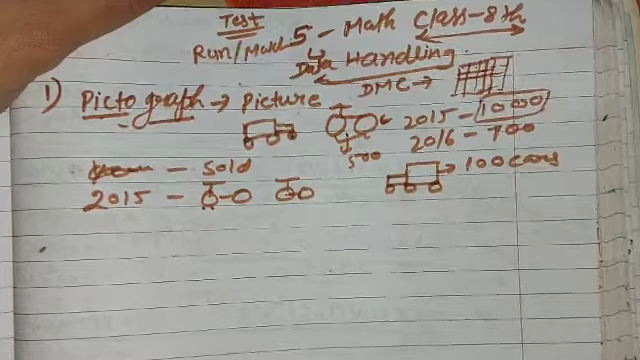 Test
5 - Math Class-8th
Run/Math
Data Handling
DMC →
1) Pictograph → Picture
2015 - 1000
2016 - 700
500
- Sold
→ 100 cars
2015 -